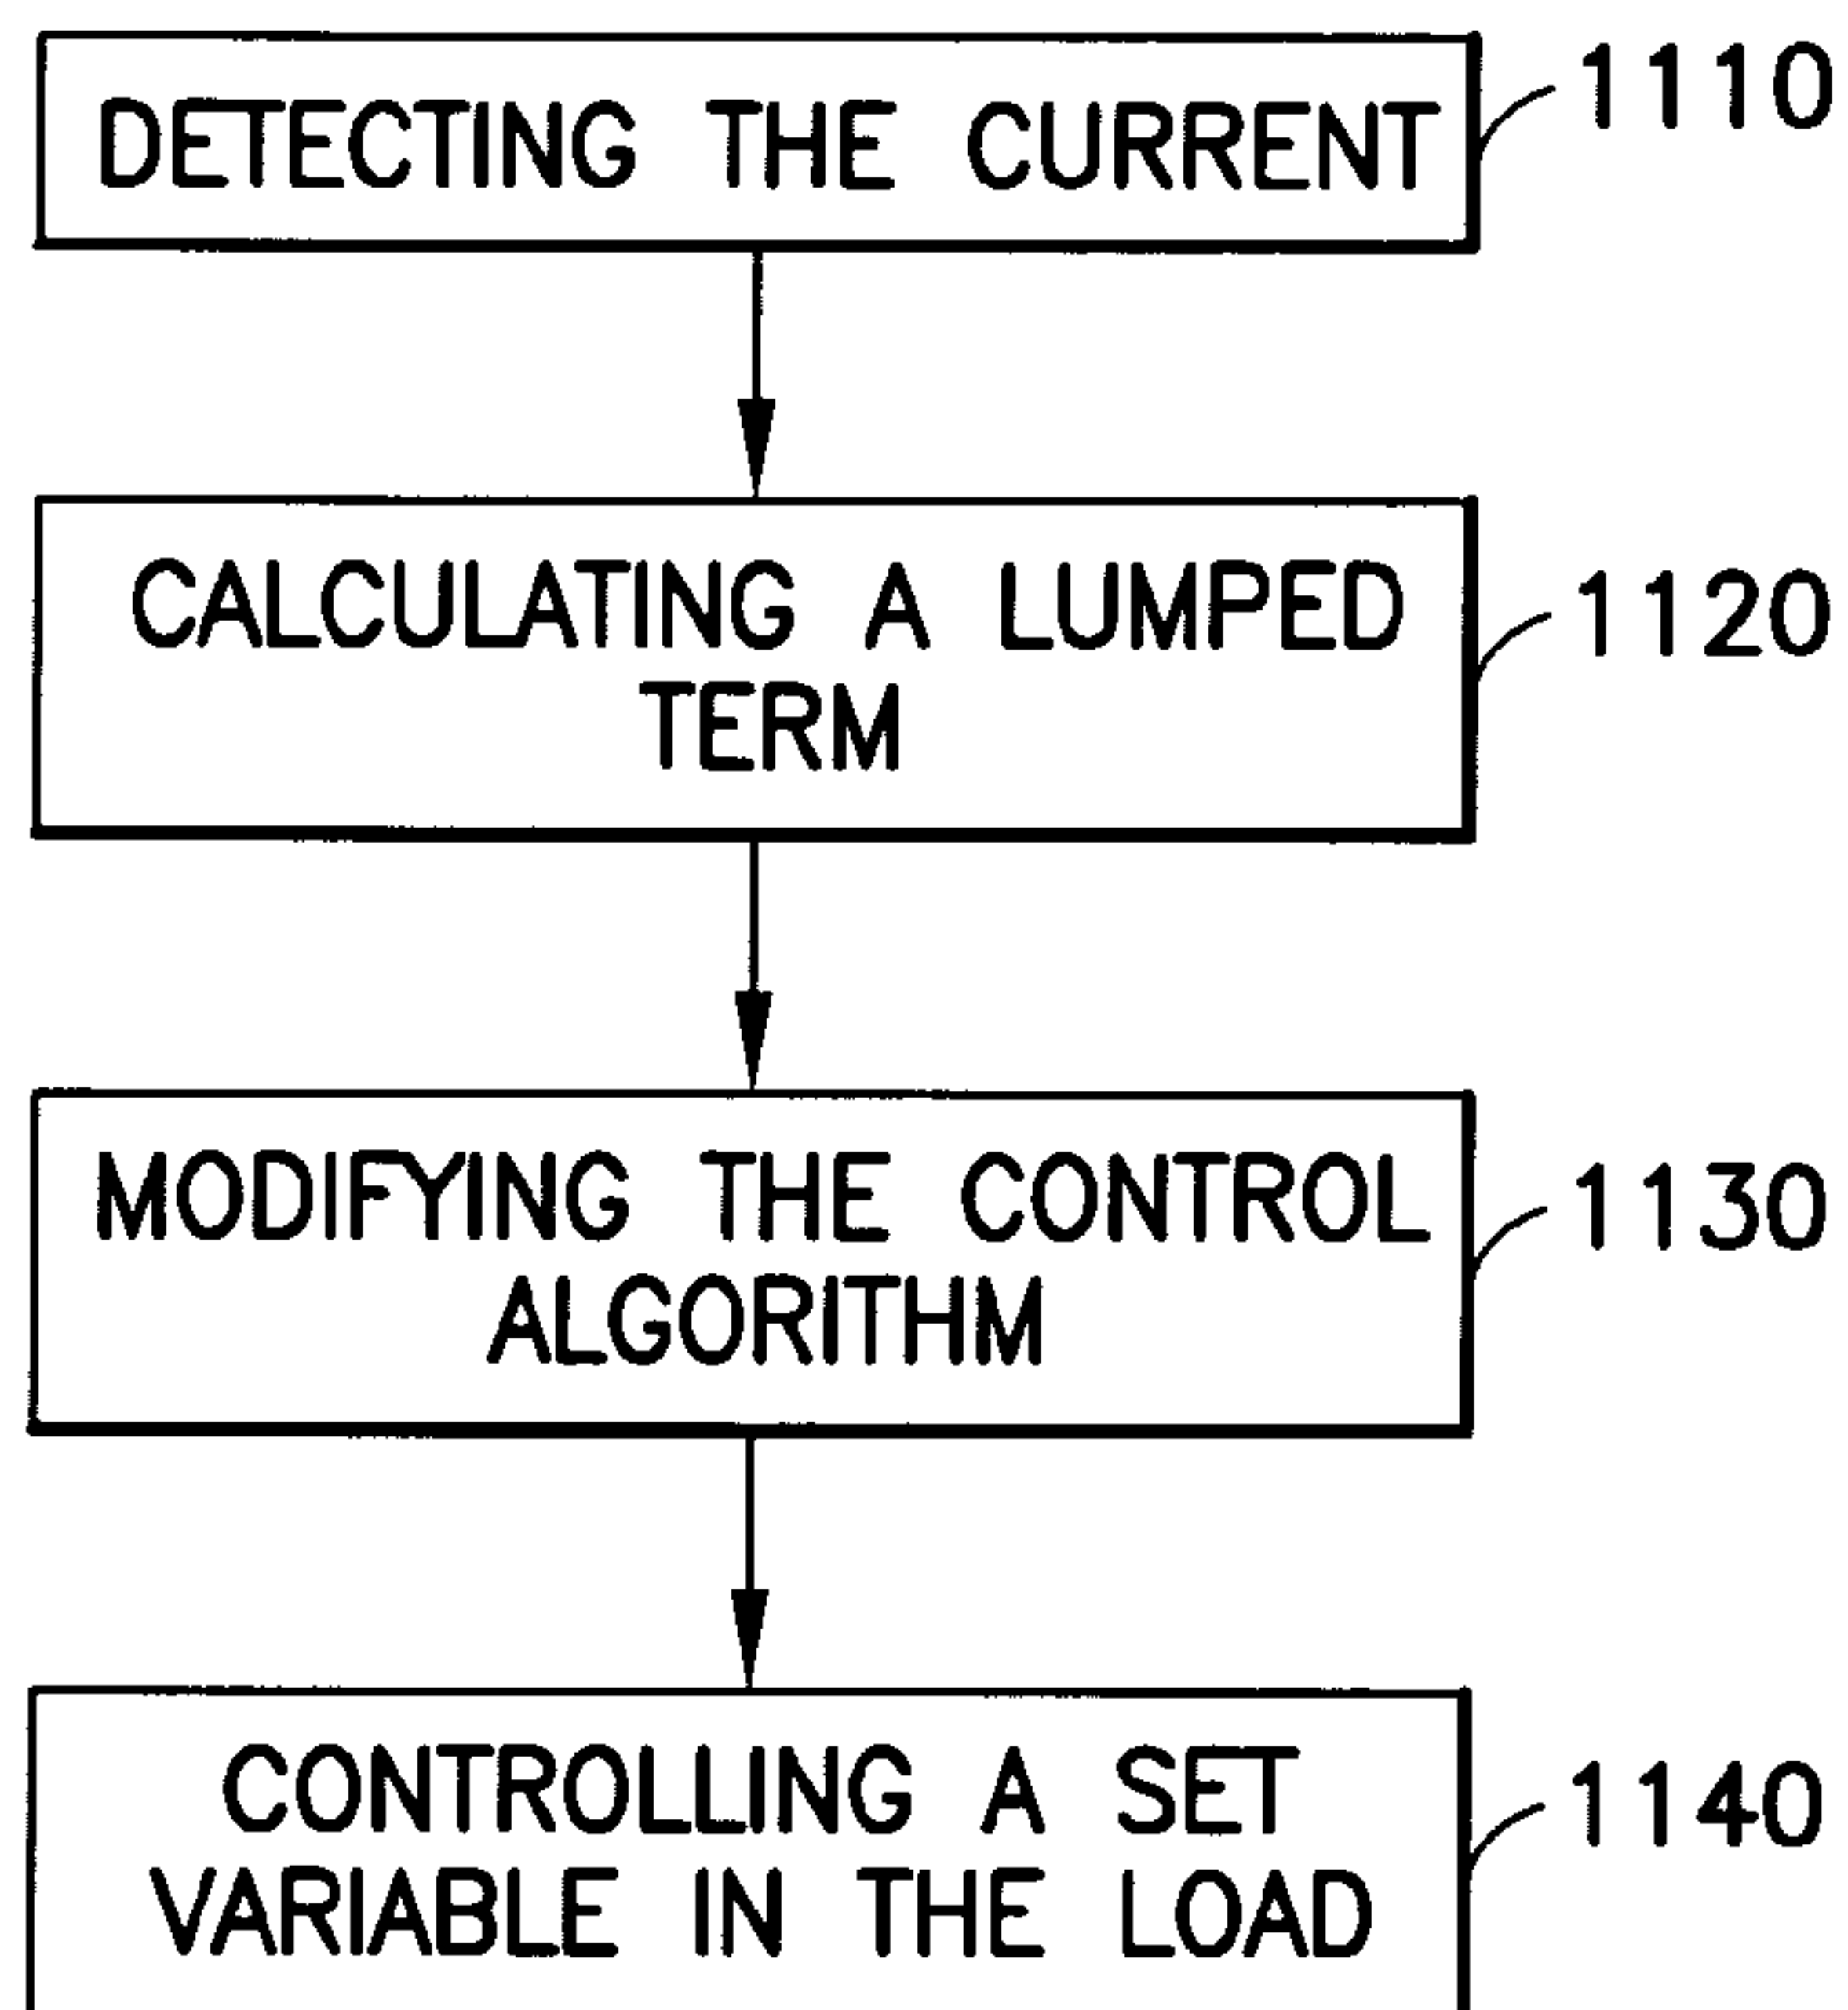 DETECTING THE CURRENT
1110
CALCULATING A LUMPED
TERM
1120
MODIFYING THE CONTROL
ALGORITHM
1130
CONTROLLING A SET
VARIABLE IN THE LOAD
1140